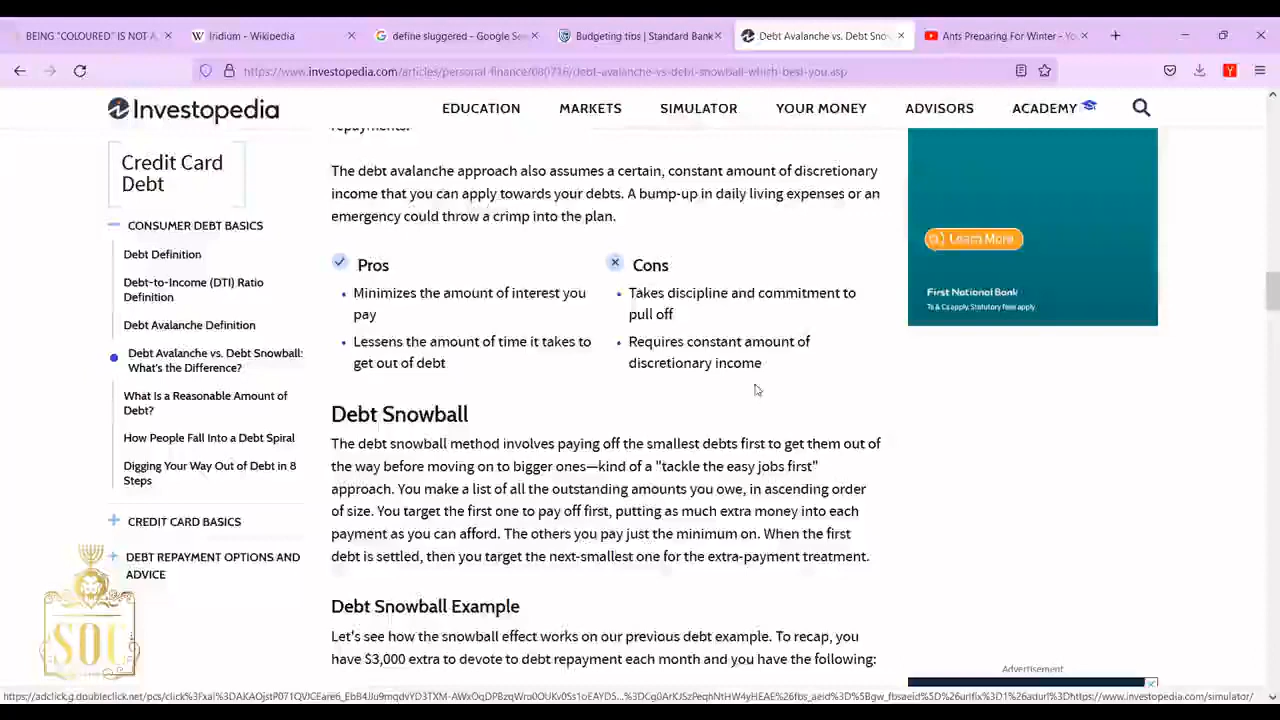 BEING "COLOURED" IS NOT A
Iridium - Wikipedia
define sluggered - Google Se
Budgeting tips | Standard Bank
Debt Avalanche vs. Debt Sno
Ants Preparing For Winter - Yo
https://www.investopedia.com/articles/personal-finance/080716/debt-avalanche-vs-debt-snowball-which-best-you.asp
Investopedia
EDUCATION
MARKETS
SIMULATOR
YOUR MONEY
ADVISORS
ACADEMY
Credit Card
Debt
CONSUMER DEBT BASICS
Debt Definition
Debt-to-Income (DTI) Ratio
Definition
Debt Avalanche Definition
Debt Avalanche vs. Debt Snowball:
What's the Difference?
What Is a Reasonable Amount of
Debt?
How People Fall Into a Debt Spiral
Digging Your Way Out of Debt in 8
Steps
CREDIT CARD BASICS
DEBT REPAYMENT OPTIONS AND
ADVICE
SOC
repayments.
The debt avalanche approach also assumes a certain, constant amount of discretionary
income that you can apply towards your debts. A bump-up in daily living expenses or an
emergency could throw a crimp into the plan.
Pros
Minimizes the amount of interest you
pay
Lessens the amount of time it takes to
get out of debt
Cons
Takes discipline and commitment to
pull off
Requires constant amount of
discretionary income
Debt Snowball
The debt snowball method involves paying off the smallest debts first to get them out of
the way before moving on to bigger ones—kind of a "tackle the easy jobs first"
approach. You make a list of all the outstanding amounts you owe, in ascending order
of size. You target the first one to pay off first, putting as much extra money into each
payment as you can afford. The others you pay just the minimum on. When the first
debt is settled, then you target the next-smallest one for the extra-payment treatment.
Debt Snowball Example
Let's see how the snowball effect works on our previous debt example. To recap, you
have $3,000 extra to devote to debt repayment each month and you have the following:
Learn More
First National Bank
Ts & Cs apply. Statutory fees apply
Advertisement